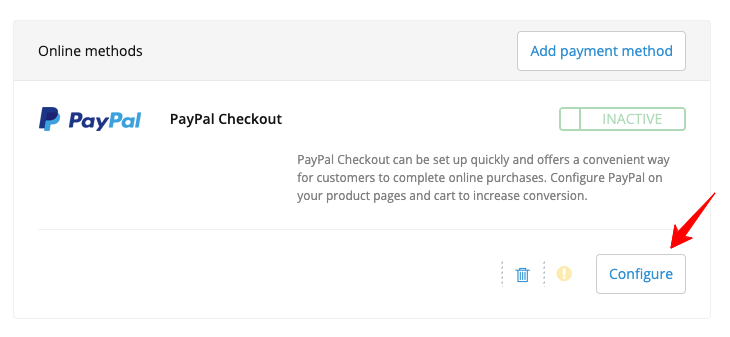 Online methods
Add payment method
PayPal
PayPal Checkout
INACTIVE
PayPal Checkout can be set up quickly and offers a convenient way
for customers to complete online purchases. Configure PayPal on
your product pages and cart to increase conversion.
Configure